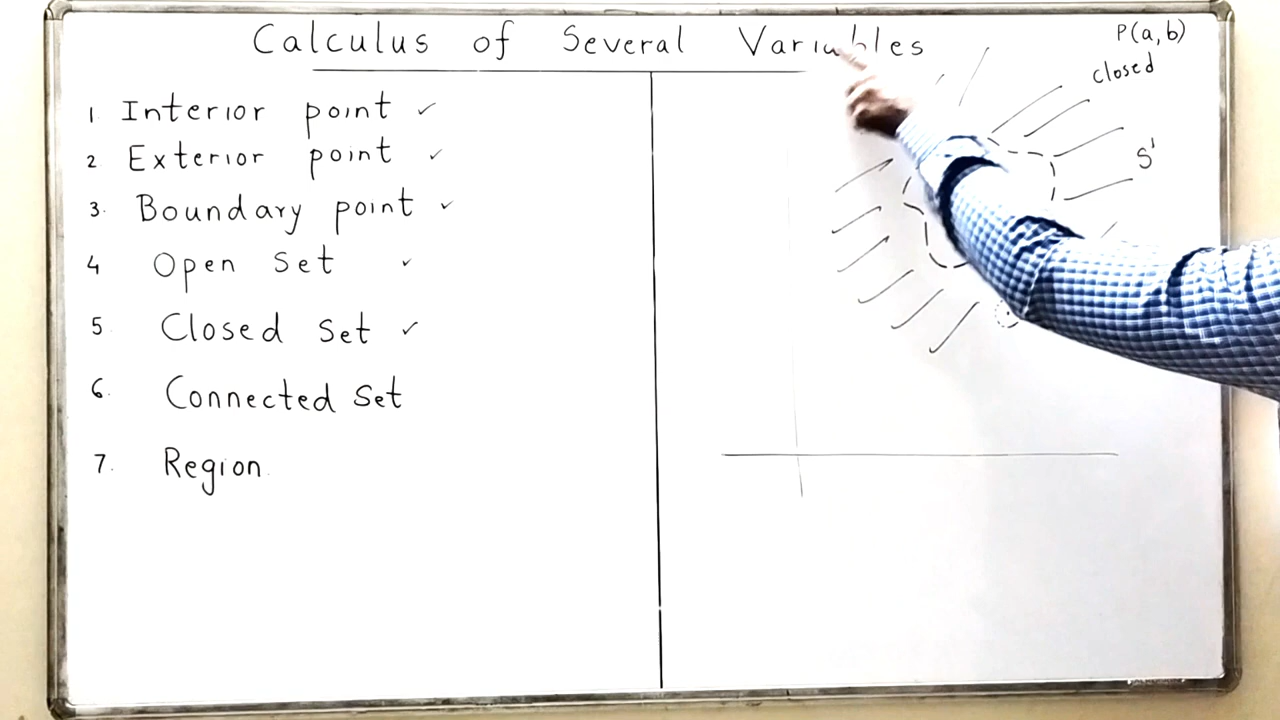 Calculus of Several Variables
P(a,b)
closed
S'
1 Interior point ✓
2 Exterior point ✓
3. Boundary point ✓
4 Open Set ✓
5 Closed Set ✓
6. Connected Set
7. Region.